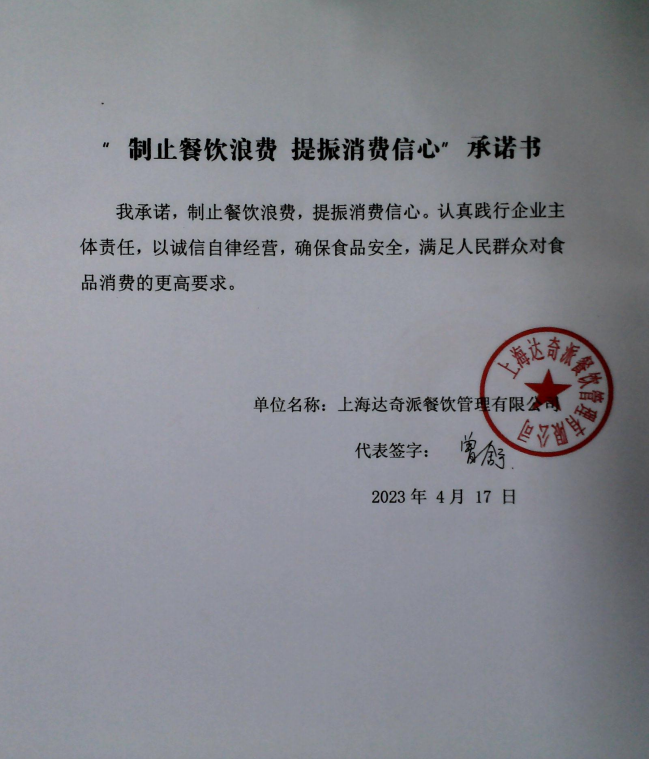 “ 制止餐饮浪费 提振消费信心” 承诺书
我承诺，制止餐饮浪费，提振消费信心。认真践行企业主
体责任，以诚信自律经营，确保食品安全，满足人民群众对食
品消费的更高要求。
上海达奇派餐饮管理有限公司
单位名称：上海达奇派餐饮管理有限公司
代表签字：曾舒
2023 年 4 月 17 日